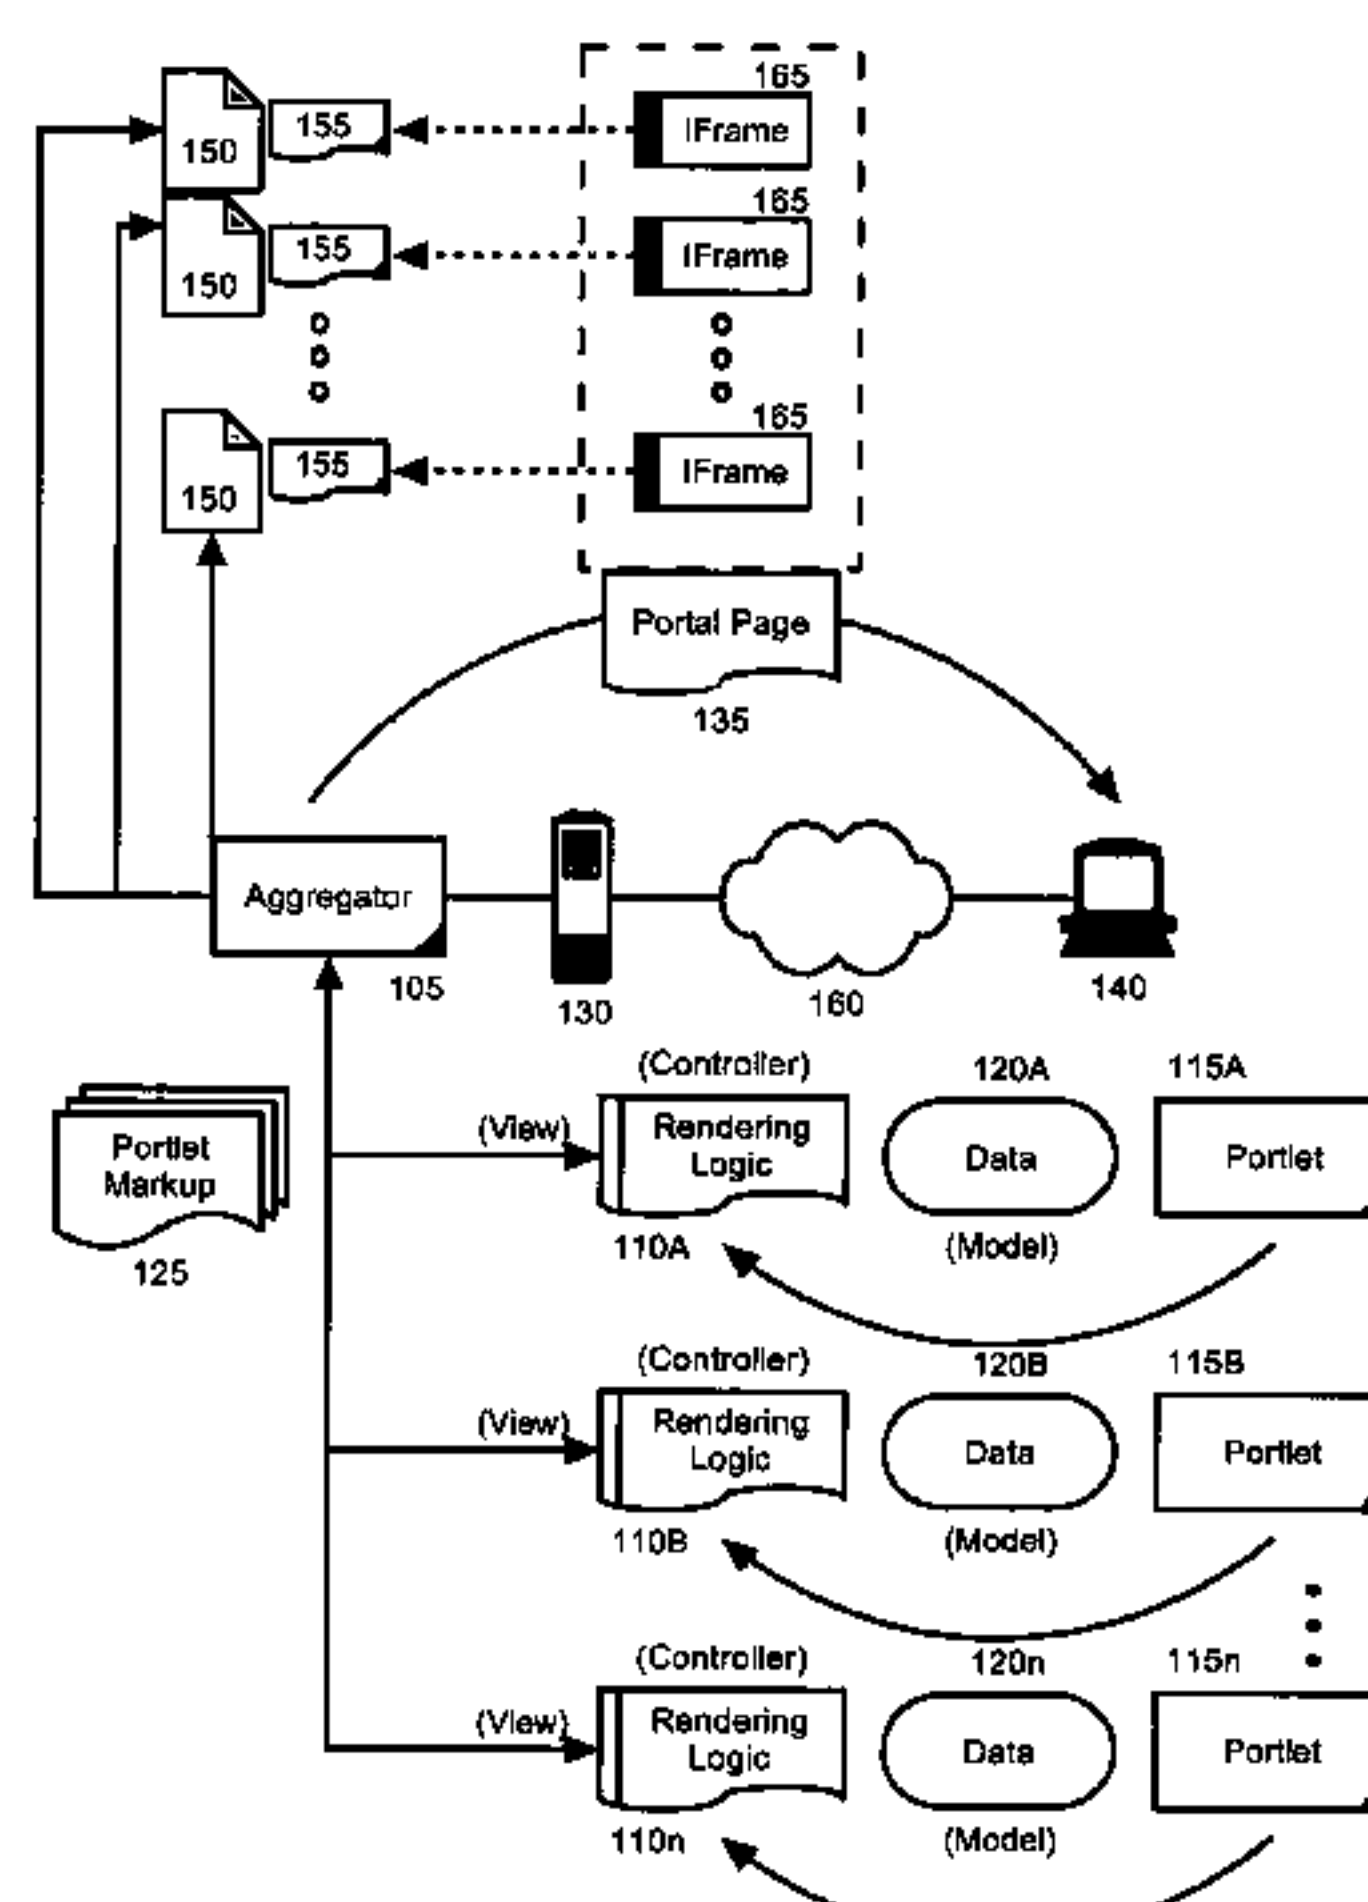 165
155
IFrame
150
165
155
IFrame
150
165
155
IFrame
150
Portal Page
135
Aggregator
105
130
160
140
(Controller)
120A
115A
(View)
Rendering
Logic
Data
Portlet
Portlet
Markup
125
110A
(Model)
(Controller)
120B
115B
(View)
Rendering
Logic
Data
Portlet
110B
(Model)
(Controller)
120n
115n
(View)
Rendering
Logic
Data
Portlet
110n
(Model)